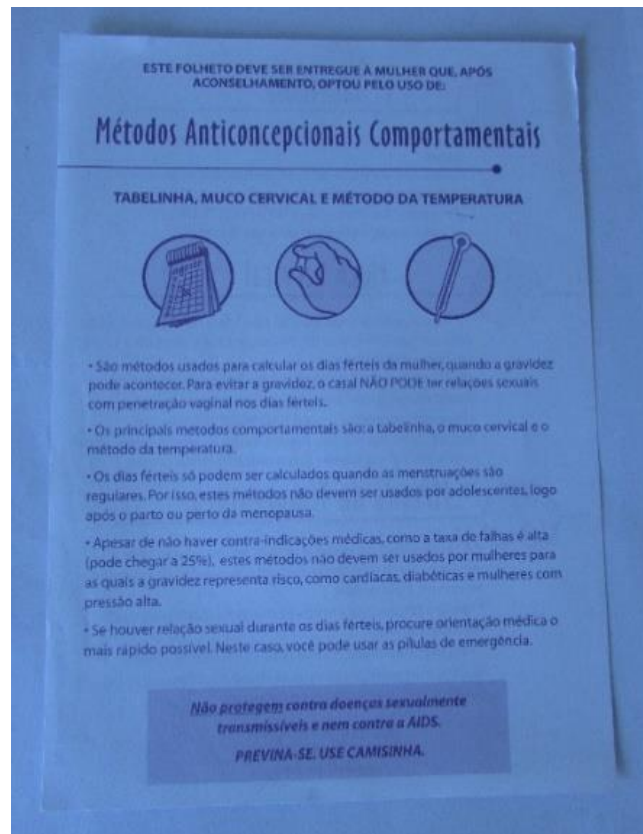 ESTE FOLHETO DEVE SER ENTREGUE À MULHER QUE, APÓS
ACONSELHAMENTO, OPTOU PELO USO DE:
Métodos Anticoncepcionais Comportamentais
TABELINHA, MUCO CERVICAL E MÉTODO DA TEMPERATURA
• São métodos usados para calcular os dias férteis da mulher, quando a gravidez
pode acontecer. Para evitar a gravidez, o casal NÃO PODE ter relações sexuais
com penetração vaginal nos dias férteis.
• Os principais metodos comportamentais são: a tabelinha, o muco cervical e o
método da temperatura.
• Os dias férteis só podem ser calculados quando as menstruações são
regulares. Por isso, estes métodos não devem ser usados por adolescentes, logo
após o parto ou perto da menopausa.
• Apesar de não haver contra-indicações médicas, como a taxa de falhas é alta
(pode chegar a 25%), estes métodos não devem ser usados por mulheres para
as quais a gravidez representa risco, como cardíacas, diabéticas e mulheres com
pressão alta.
• Se houver relação sexual durante os dias férteis, procure orientação médica o
mais rápido possível. Neste caso, você pode usar as pílulas de emergência.
Não protegem contra doenças sexualmente
transmissíveis e nem contra a AIDS.
PREVINA-SE. USE CAMISINHA.